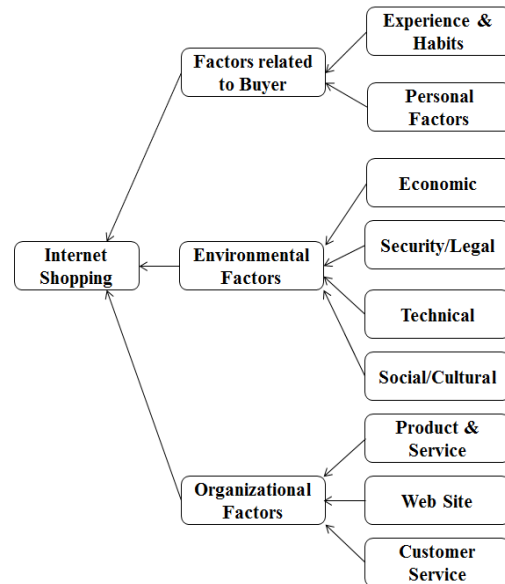 Experience &
Habits
Factors related
to Buyer
Personal
Factors
Economic
Security/Legal
Internet
Shopping
Environmental
Factors
Technical
Social/Cultural
Product &
Service
Organizational
Factors
Web Site
Customer
Service